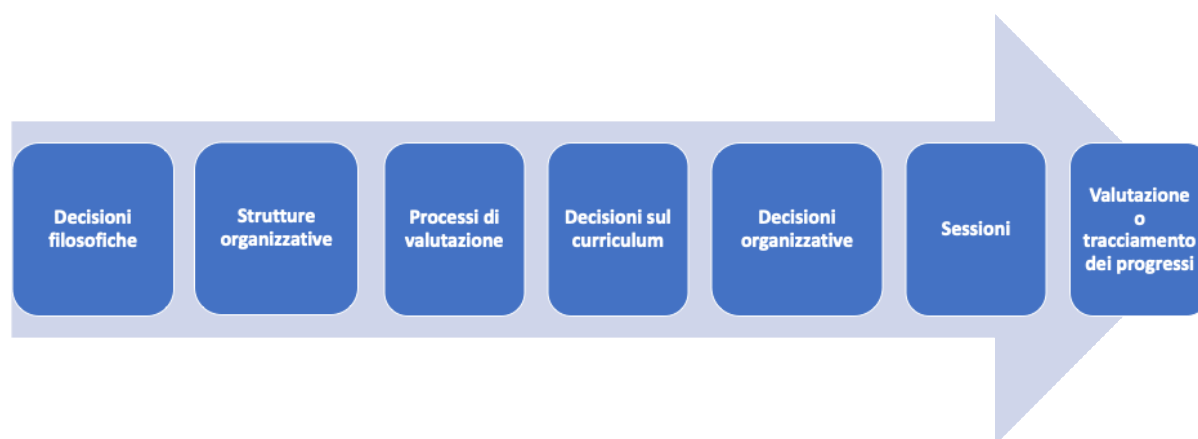 Decisioni
filosofiche
Strutture
organizzative
Processi di
valutazione
Decisioni sul
curriculum
Decisioni
organizzative
Sessioni
Valutazione
o
tracciamento
dei progressi